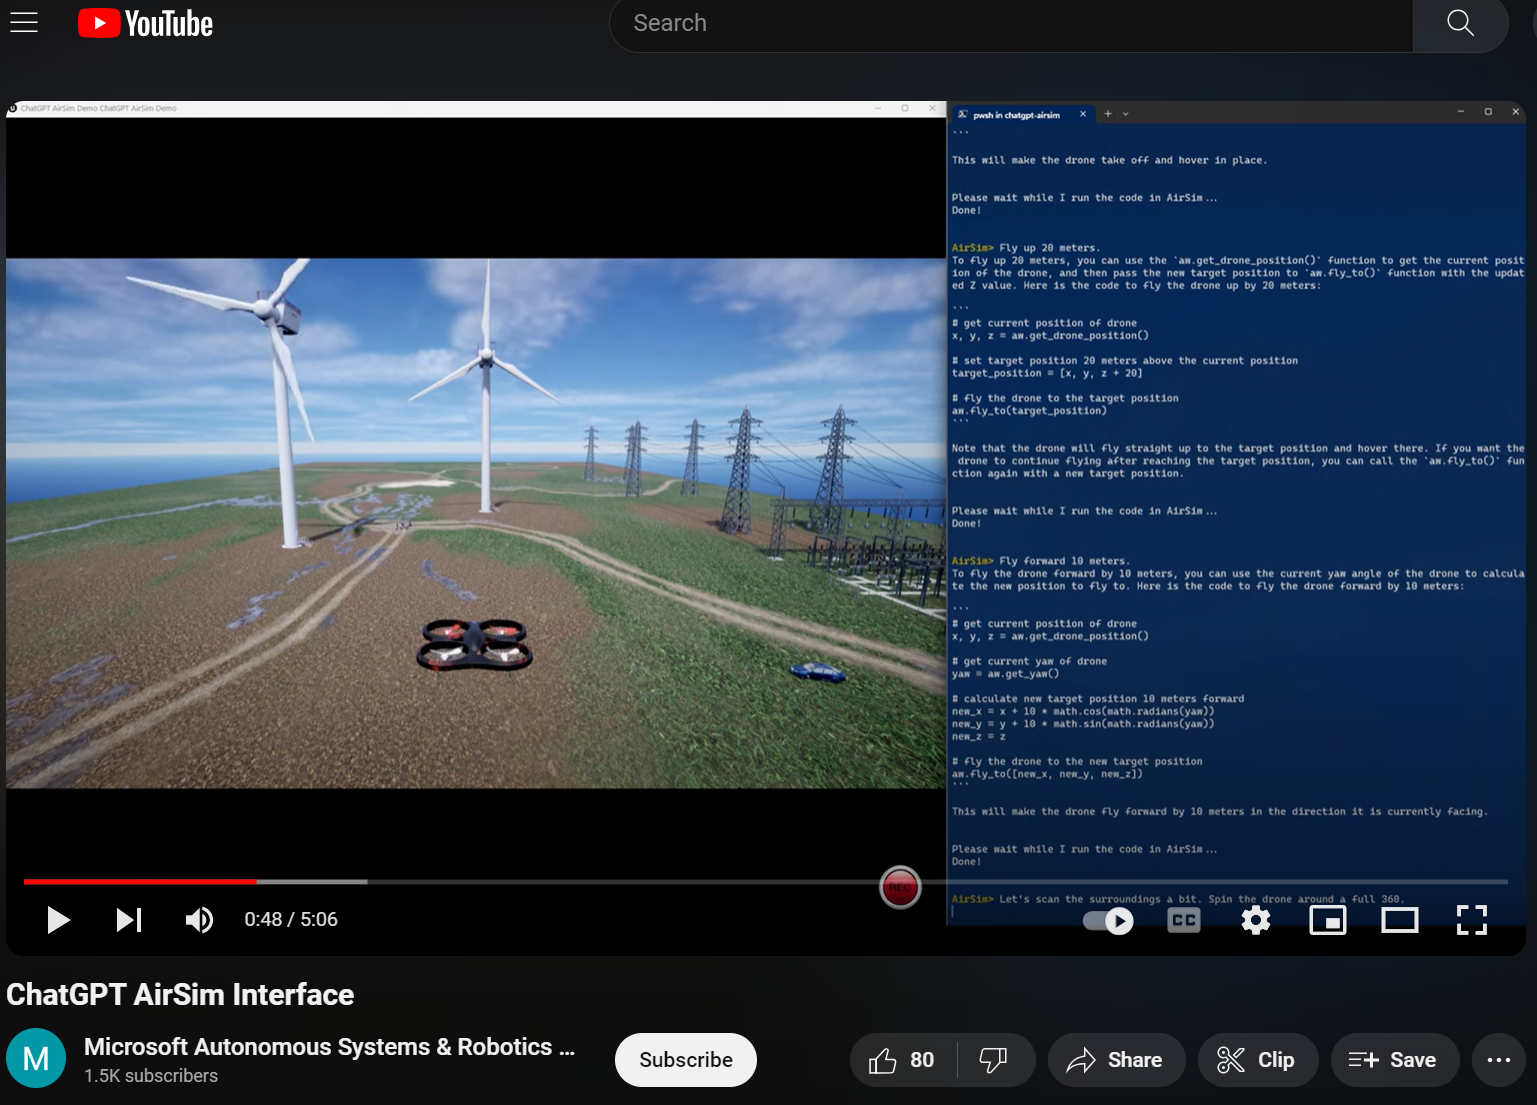 YouTube
Search
ChatGPT AirSim Demo ChatGPT AirSim Demo
pwsh in chatgpt-airsim
```
This will make the drone take off and hover in place.
Please wait while I run the code in AirSim...
Done!
AirSim> Fly up 20 meters.
To fly up 20 meters, you can use the `aw.get_drone_position()` function to get the current posit
ion of the drone, and then pass the new target position to `aw.fly_to()` function with the updat
ed Z value. Here is the code to fly the drone up by 20 meters:
```
# get current position of drone
x, y, z = aw.get_drone_position()
# set target position 20 meters above the current position
target_position = [x, y, z + 20]
# fly the drone to the target position
aw.fly_to(target_position)
```
Note that the drone will fly straight up to the target position and hover there. If you want the
drone to continue flying after reaching the target position, you can call the `aw.fly_to()` fun
ction again with a new target position.
Please wait while I run the code in AirSim...
Done!
AirSim> Fly forward 10 meters.
To fly the drone forward by 10 meters, you can use the current yaw angle of the drone to calcula
te the new position to fly to. Here is the code to fly the drone forward by 10 meters:
```
# get current position of drone
x, y, z = aw.get_drone_position()
# get current yaw of drone
yaw = aw.get_yaw()
# calculate new target position 10 meters forward
new_x = x + 10 * math.cos(math.radians(yaw))
new_y = y + 10 * math.sin(math.radians(yaw))
new_z = z
# fly the drone to the new target position
aw.fly_to([new_x, new_y, new_z])
```
This will make the drone fly forward by 10 meters in the direction it is currently facing.
Please wait while I run the code in AirSim...
Done!
AirSim> Let's scan the surroundings a bit. Spin the drone around a full 360.
REC
0:48 / 5:06
CC
ChatGPT AirSim Interface
M
Microsoft Autonomous Systems & Robotics ...
1.5K subscribers
Subscribe
80
Share
Clip
Save